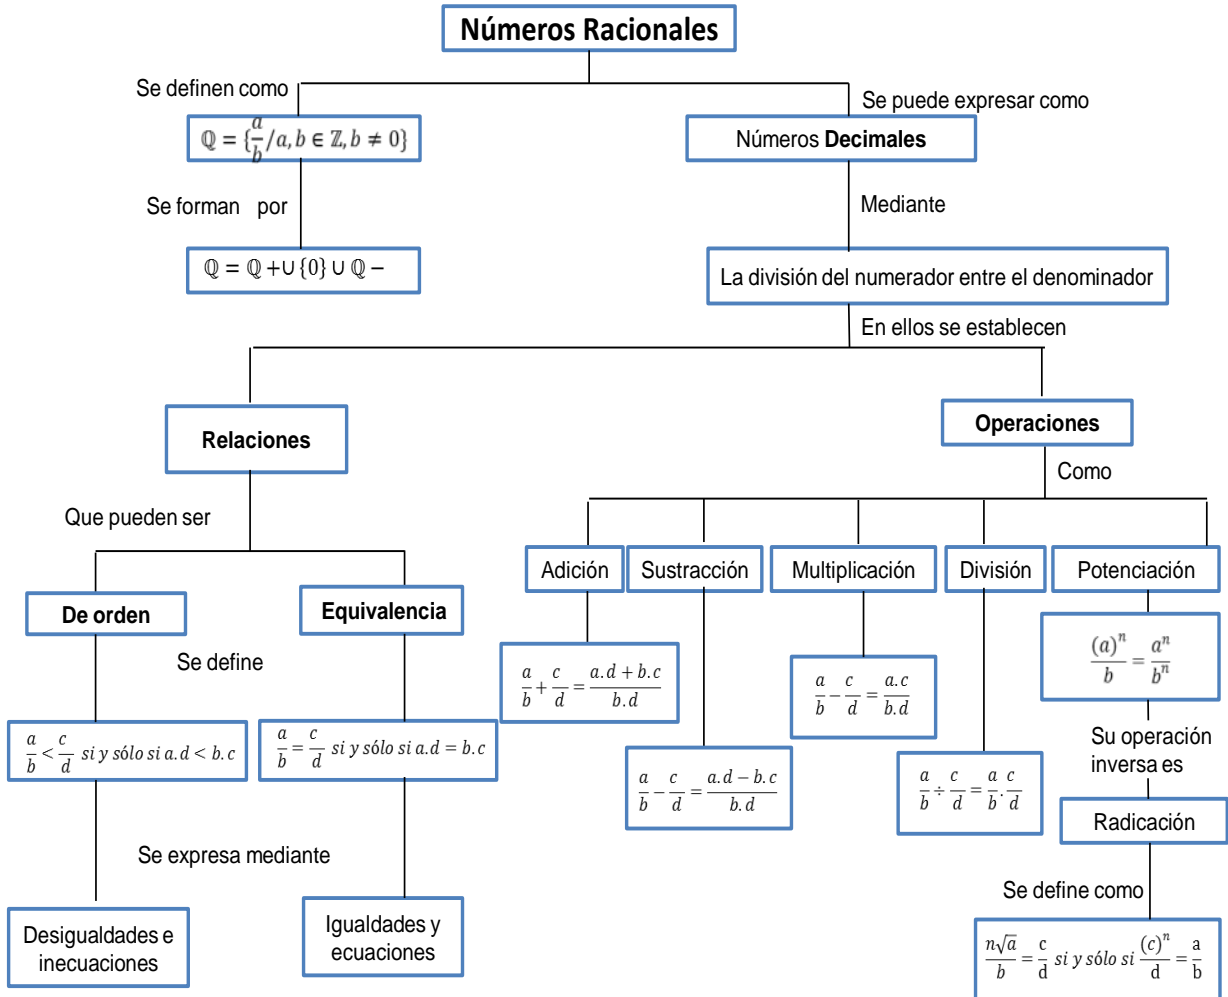 Números Racionales
Se definen como
Se puede expresar como
ℚ = {a/b /a, b ∈ ℤ, b ≠ 0}
Números Decimales
Se forman por
Mediante
ℚ = ℚ +∪ {0} ∪ ℚ −
La división del numerador entre el denominador
En ellos se establecen
Relaciones
Operaciones
Como
Que pueden ser
Adición
Sustracción
Multiplicación
División
Potenciación
De orden
Equivalencia
Se define
a/b + c/d = (a.d + b.c)/(b.d)
a/b − c/d = (a.c)/(b.d)
(a)^n/b = a^n/b^n
a/b < c/d si y sólo si a.d < b.c
a/b = c/d si y sólo si a.d = b.c
Su operación
inversa es
a/b − c/d = (a.d − b.c)/(b.d)
a/b ÷ c/d = a/b . c/d
Radicación
Se expresa mediante
Se define como
Desigualdades e
inecuaciones
Igualdades y
ecuaciones
n√a/b = c/d si y sólo si (c)^n/d = a/b